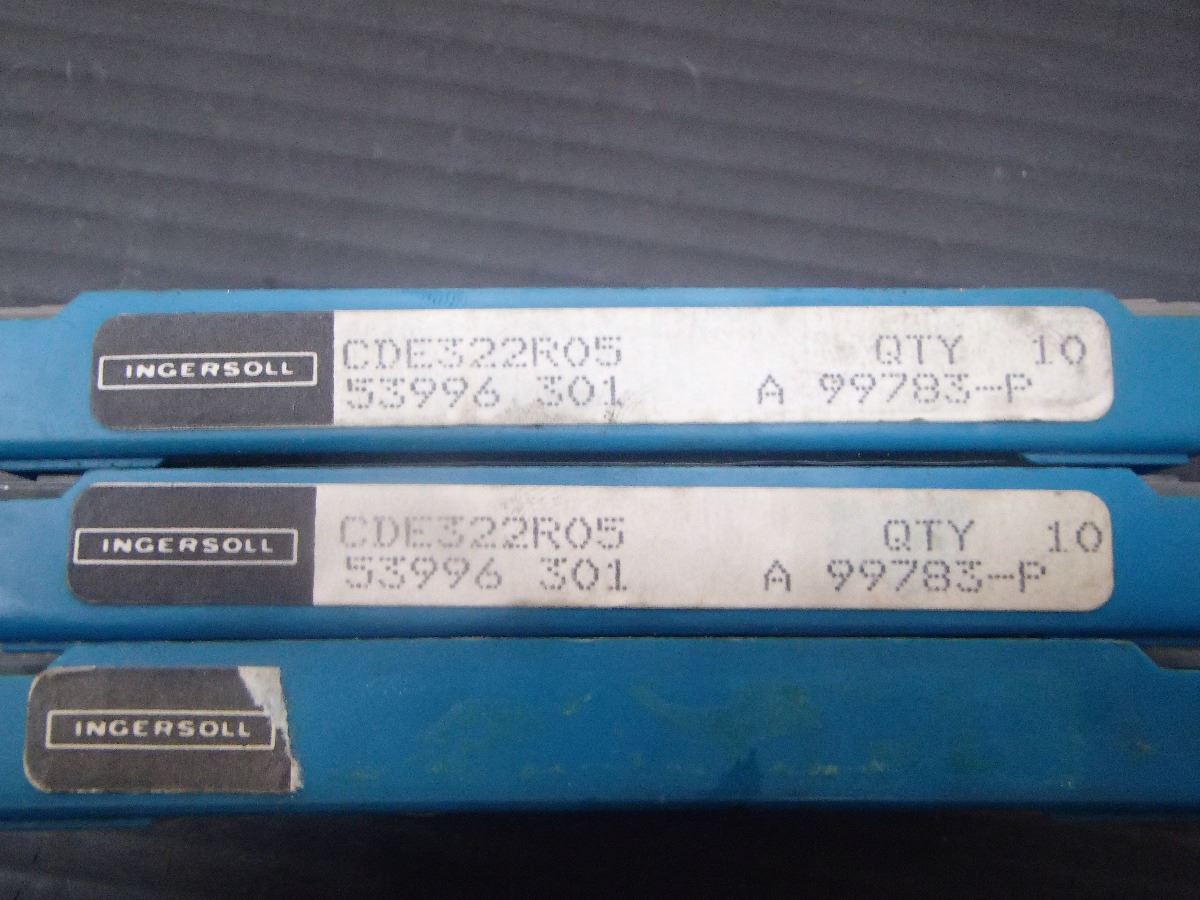 INGERSOLL
CDE322R05 QTY 10
53996 301 A 99783-P
INGERSOLL
CDE322R05 QTY 10
53996 301 A 99783-P
INGERSOLL